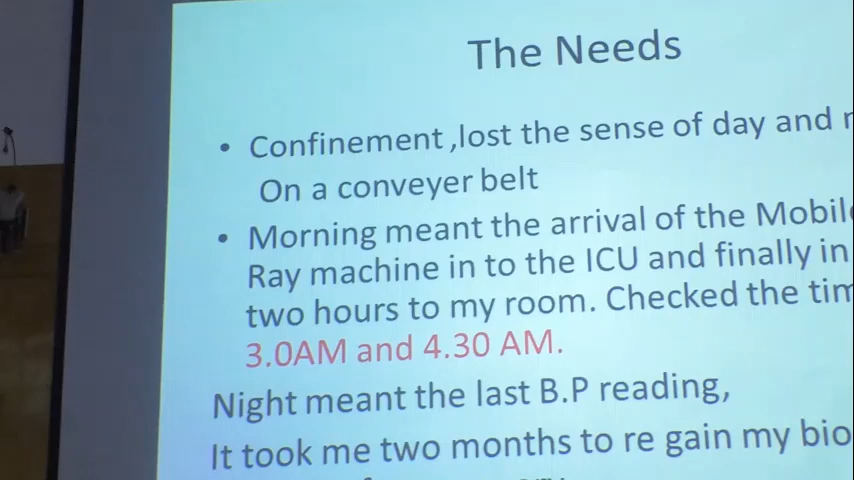 The Needs
• Confinement ,lost the sense of day and
On a conveyer belt
• Morning meant the arrival of the Mobile
Ray machine in to the ICU and finally in
two hours to my room. Checked the tim
3.0AM and 4.30 AM.
Night meant the last B.P reading,
It took me two months to re gain my bio